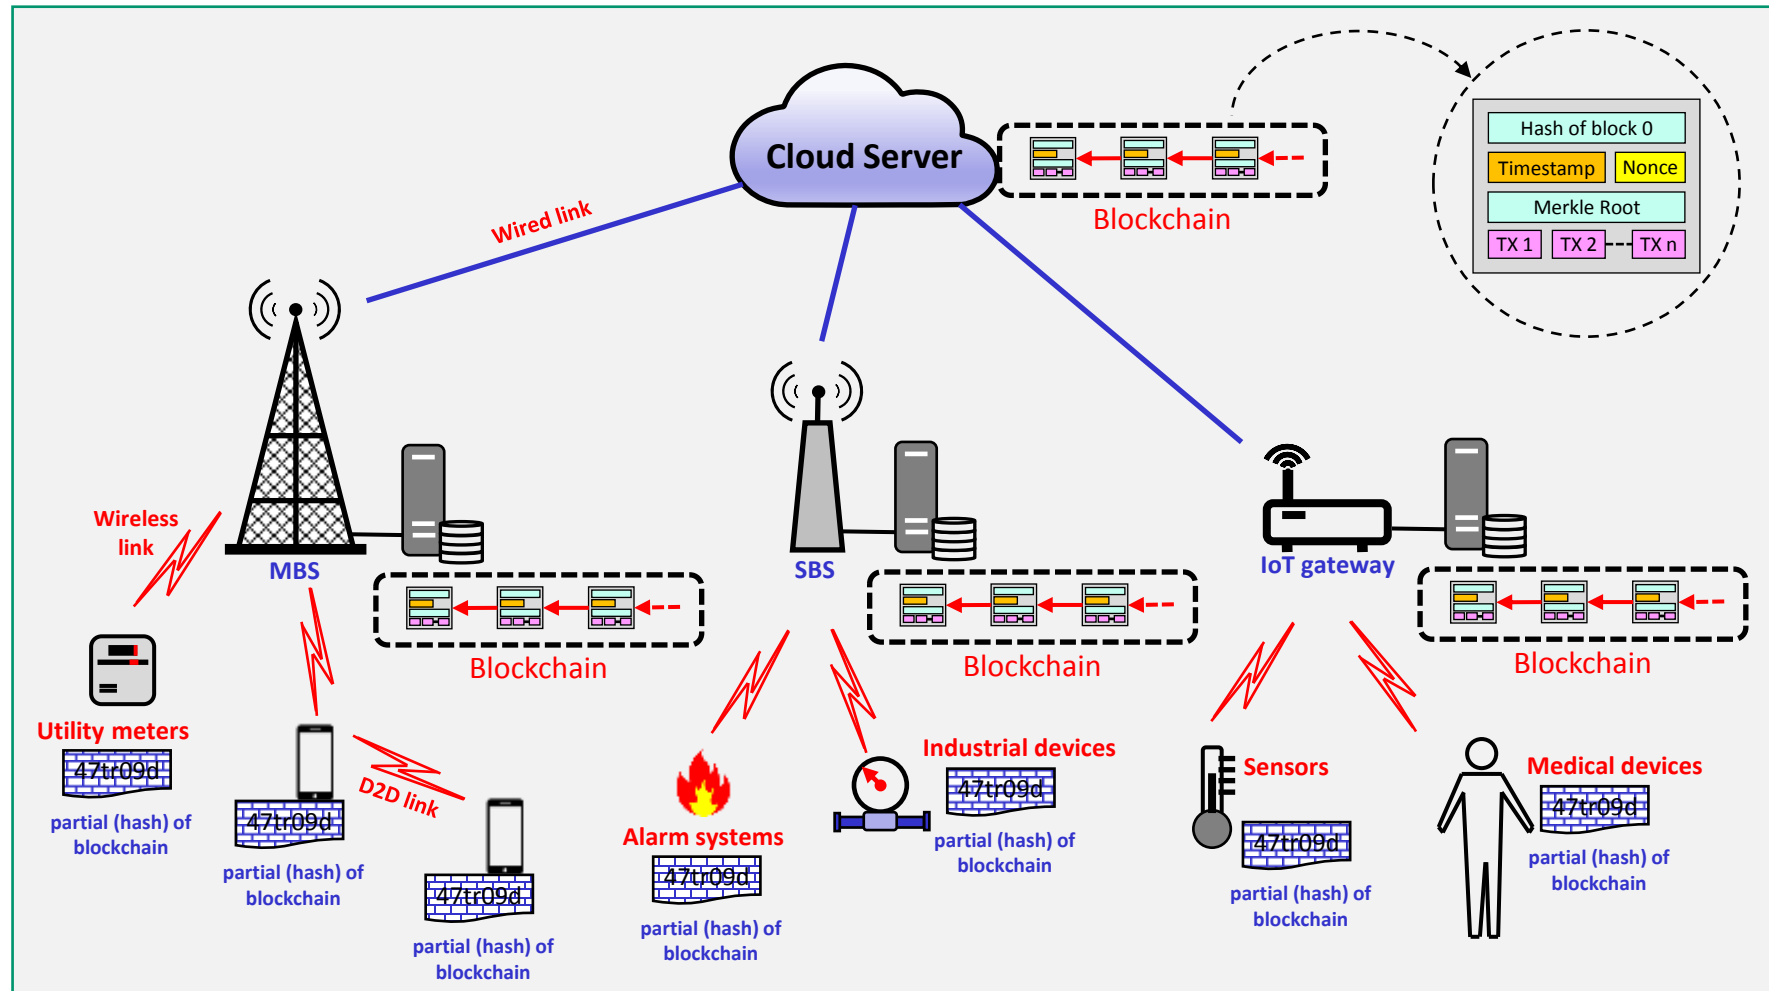 Cloud Server
Blockchain
Hash of block 0
Timestamp
Nonce
Merkle Root
TX 1
TX 2
TX n
Wired link
Wireless
link
MBS
Blockchain
SBS
Blockchain
IoT gateway
Blockchain
Utility meters
47tr09d
partial (hash) of
blockchain
47tr09d
partial (hash) of
blockchain
D2D link
47tr09d
partial (hash) of
blockchain
Alarm systems
47tr09d
partial (hash) of
blockchain
Industrial devices
47tr09d
partial (hash) of
blockchain
Sensors
47tr09d
partial (hash) of
blockchain
Medical devices
47tr09d
partial (hash) of
blockchain